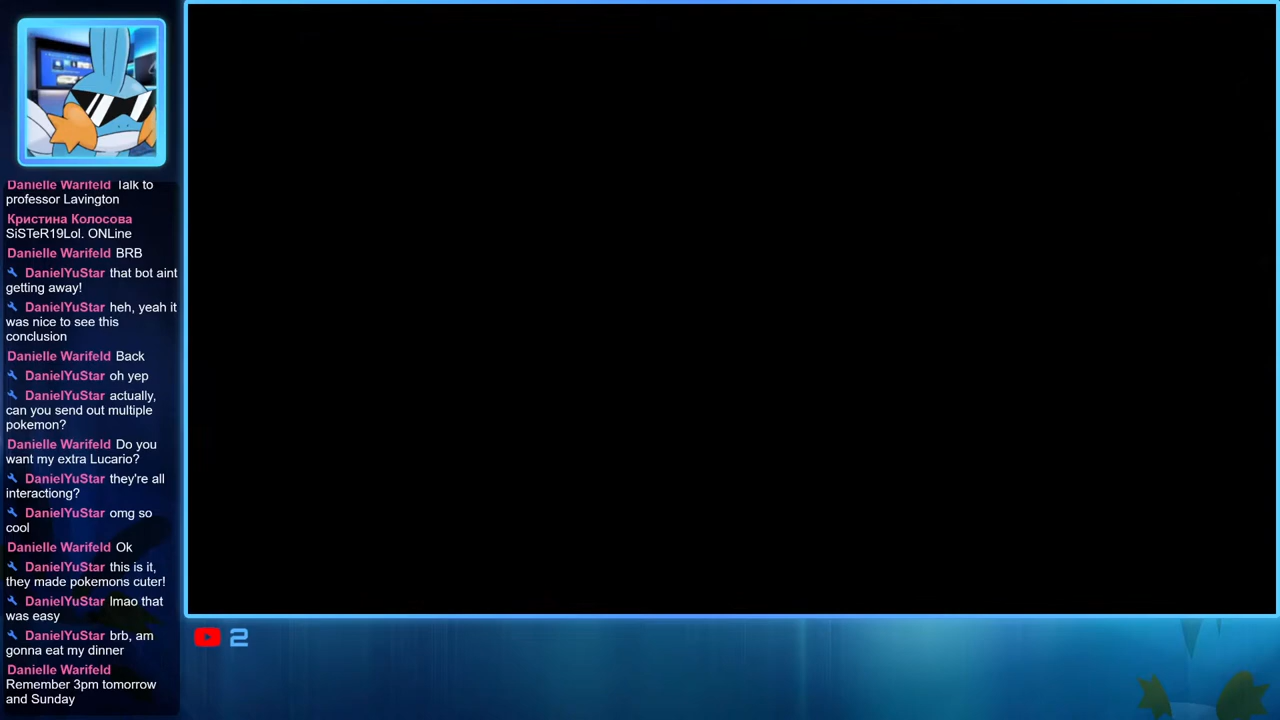 Danielle Warifeld Talk to
professor Lavington
Кристина Колосова
SiSTeR19Lol. ONLine
Danielle Warifeld BRB
DanielYuStar that bot aint
getting away!
DanielYuStar heh, yeah it
was nice to see this
conclusion
Danielle Warifeld Back
DanielYuStar oh yep
DanielYuStar actually,
can you send out multiple
pokemon?
Danielle Warifeld Do you
want my extra Lucario?
DanielYuStar they're all
interactiong?
DanielYuStar omg so
cool
Danielle Warifeld Ok
DanielYuStar this is it,
they made pokemons cuter!
DanielYuStar lmao that
was easy
DanielYuStar brb, am
gonna eat my dinner
Danielle Warifeld
Remember 3pm tomorrow
and Sunday
2